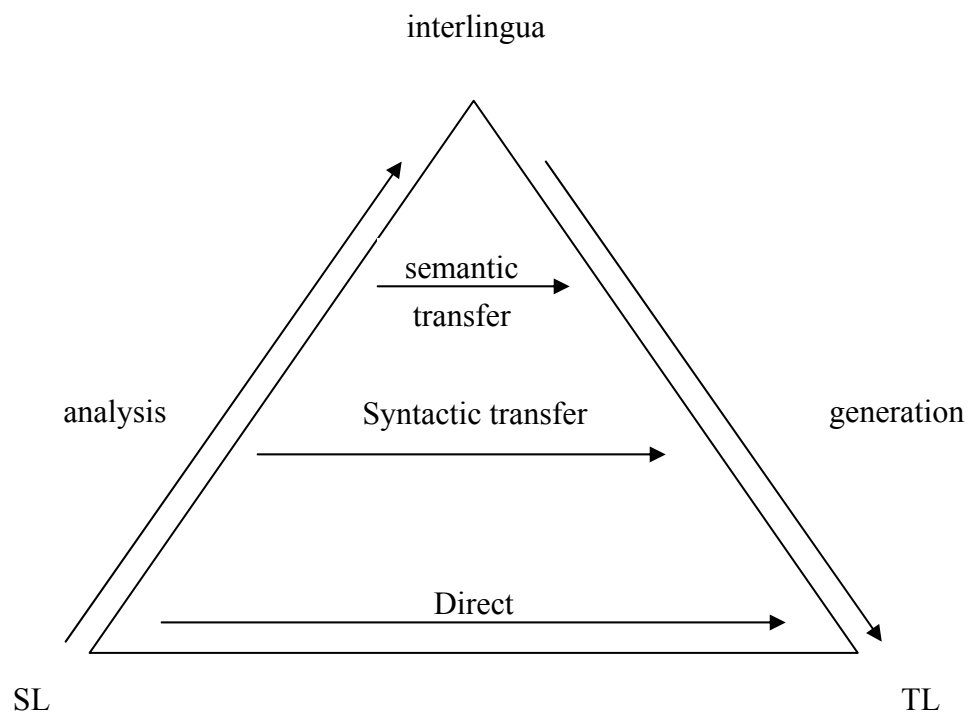 interlingua
semantic
transfer
analysis
Syntactic transfer
generation
Direct
SL
TL